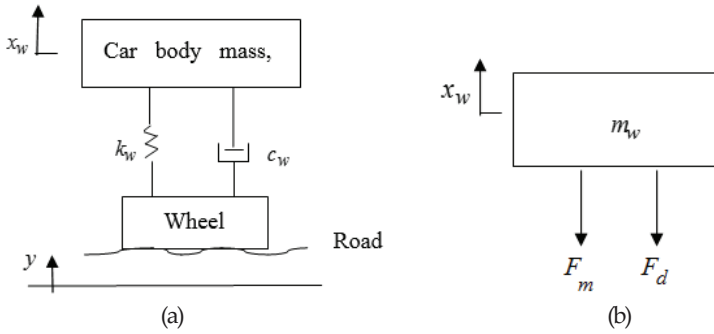 x_w
Car body mass,
k_w
c_w
Wheel
Road
y
(a)
x_w
m_w
F_m
F_d
(b)